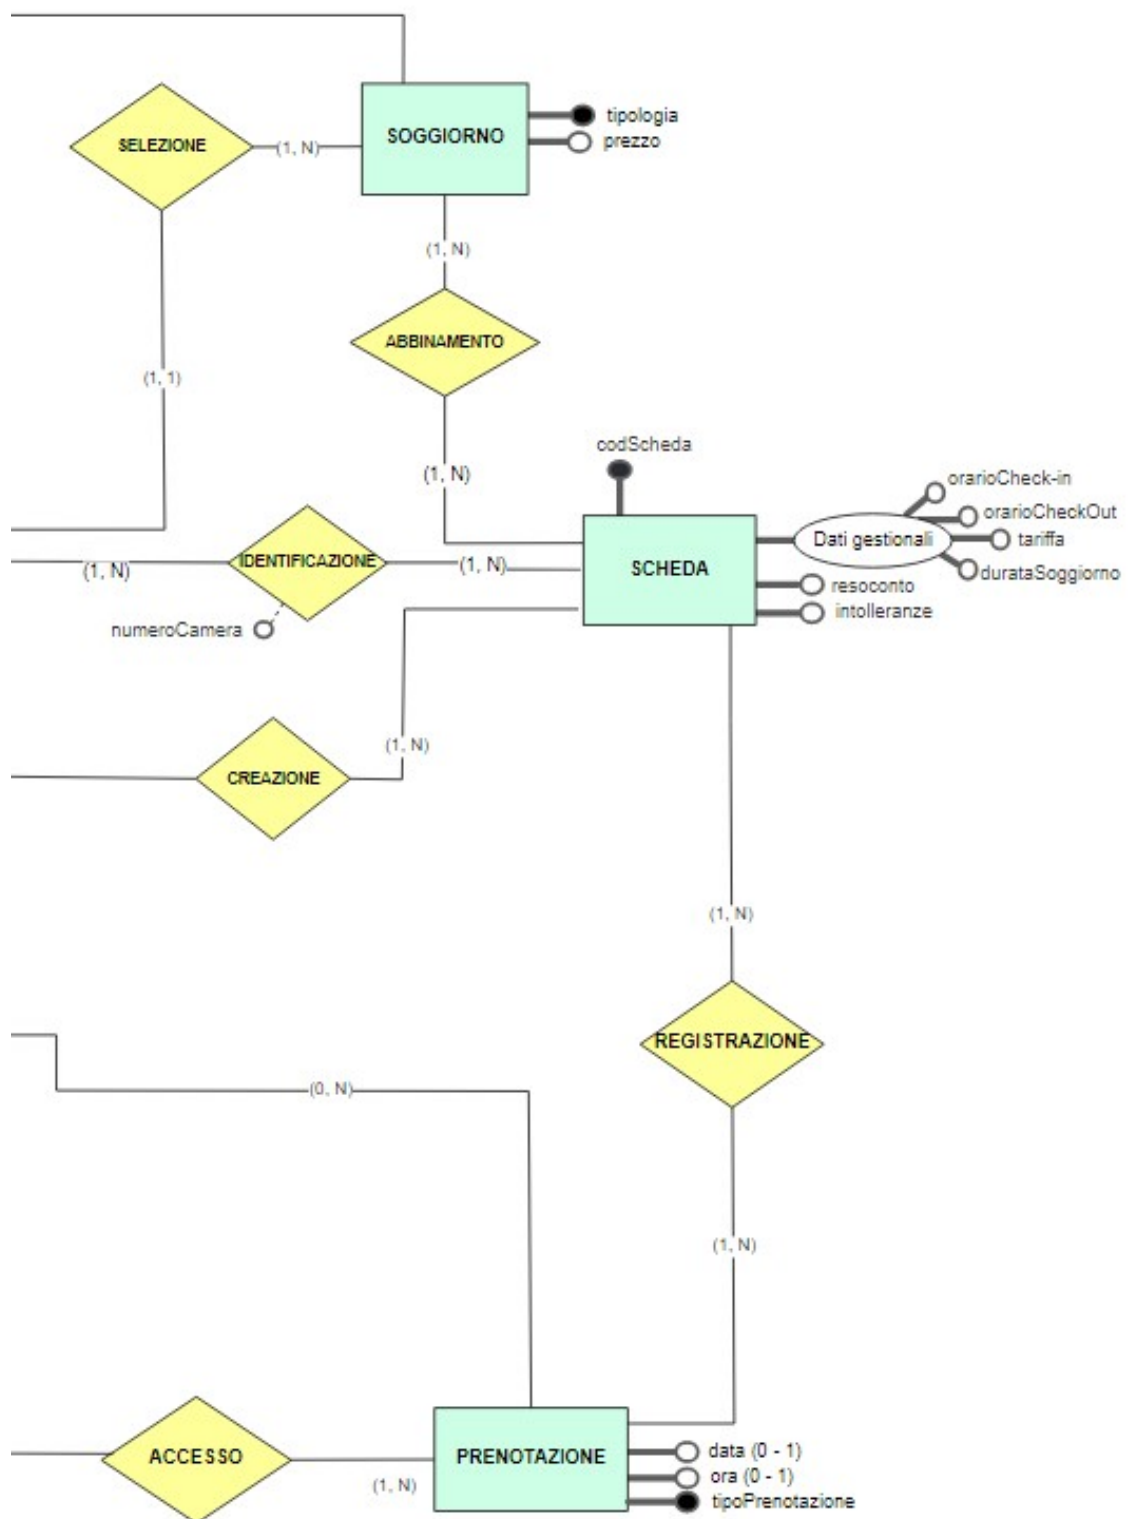 SELEZIONE
(1, N)
SOGGIORNO
tipologia
prezzo
(1, N)
ABBINAMENTO
(1, 1)
(1, N)
codScheda
orarioCheck-in
orarioCheckOut
Dati gestionali
tariffa
durataSoggiorno
(1, N)
IDENTIFICAZIONE
(1, N)
SCHEDA
resoconto
intolleranze
numeroCamera
(1, N)
CREAZIONE
(1, N)
REGISTRAZIONE
(0, N)
(1, N)
ACCESSO
(1, N)
PRENOTAZIONE
data (0 - 1)
ora (0 - 1)
tipoPrenotazione